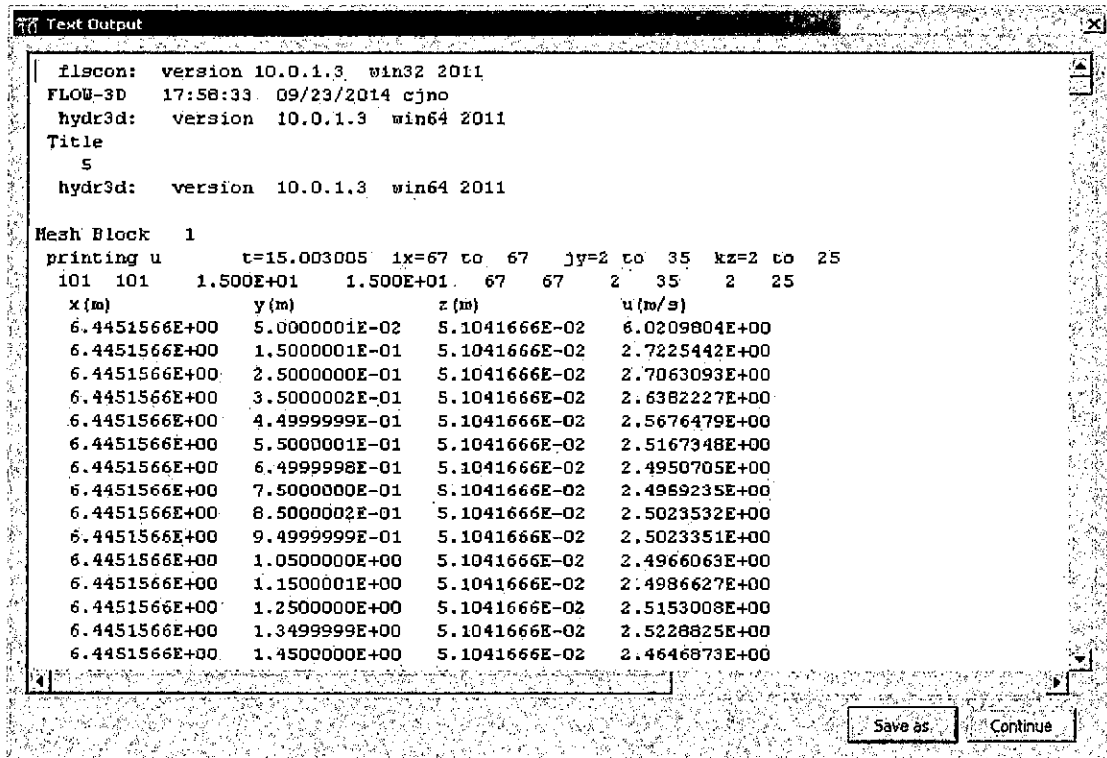 Text Output
flscon: version 10.0.1.3 win32 2011
FLOW-3D 17:58:33 09/23/2014 cjno
hydr3d: version 10.0.1.3 win64 2011
Title
5
hydr3d: version 10.0.1.3 win64 2011
Mesh Block 1
printing u t=15.003005 ix=67 to 67 jy=2 to 35 kz=2 to 25
101 101 1.500E+01 1.500E+01 67 67 2 35 2 25
x(m) y(m) z(m) u(m/s)
6.4451566E+00 5.0000001E-02 5.1041666E-02 6.0209804E+00
6.4451566E+00 1.5000001E-01 5.1041666E-02 2.7225442E+00
6.4451566E+00 2.5000000E-01 5.1041666E-02 2.7063093E+00
6.4451566E+00 3.5000002E-01 5.1041666E-02 2.6382227E+00
6.4451566E+00 4.4999999E-01 5.1041666E-02 2.5676479E+00
6.4451566E+00 5.5000001E-01 5.1041666E-02 2.5167348E+00
6.4451566E+00 6.4999998E-01 5.1041666E-02 2.4950705E+00
6.4451566E+00 7.5000000E-01 5.1041666E-02 2.4969235E+00
6.4451566E+00 8.5000002E-01 5.1041666E-02 2.5023532E+00
6.4451566E+00 9.4999999E-01 5.1041666E-02 2.5023351E+00
6.4451566E+00 1.0500000E+00 5.1041666E-02 2.4966063E+00
6.4451566E+00 1.1500001E+00 5.1041666E-02 2.4986627E+00
6.4451566E+00 1.2500000E+00 5.1041666E-02 2.5153008E+00
6.4451566E+00 1.3499999E+00 5.1041666E-02 2.5228825E+00
6.4451566E+00 1.4500000E+00 5.1041666E-02 2.4646873E+00
Save as Continue